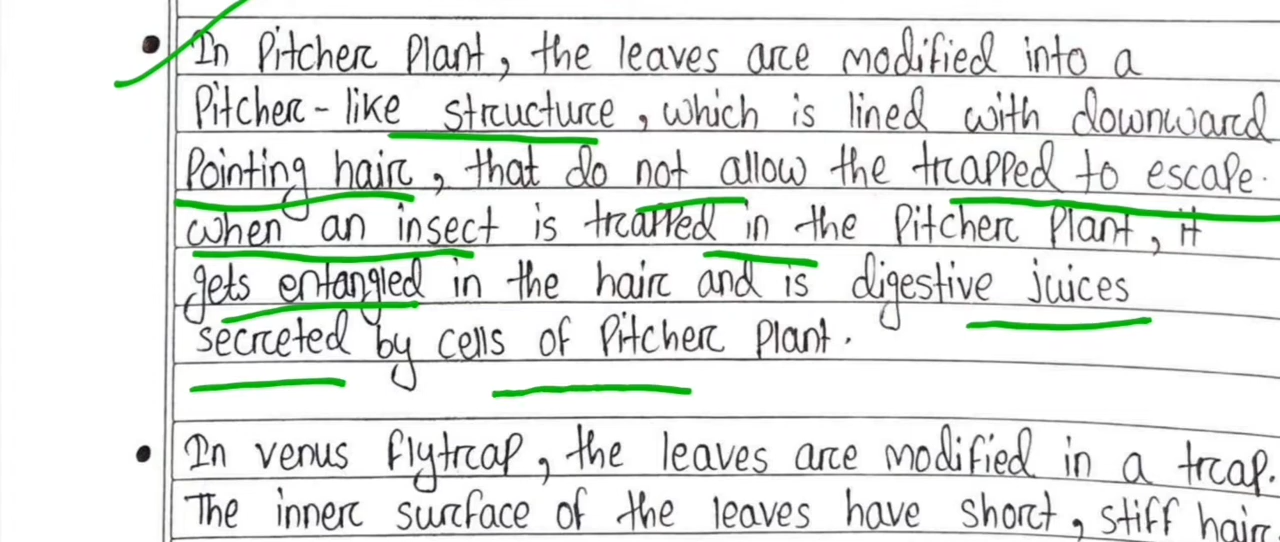 In Pitcher Plant, the leaves are modified into a
Pitcher-like structure, which is lined with downward
Pointing hair, that do not allow the trapped to escape.
when an insect is trapped in the Pitcher Plant, it
gets entangled in the hair and is digestive juices
secreted by cells of Pitcher Plant.
In venus flytrap, the leaves are modified in a trap.
The inner surface of the leaves have short, stiff hair